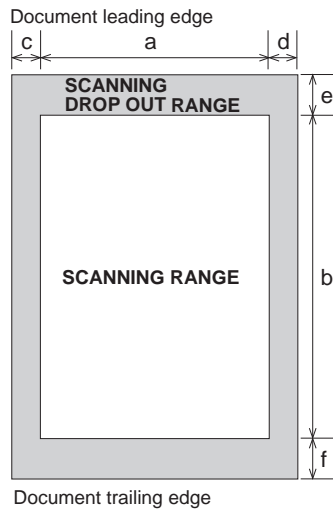 Document leading edge
c a d
SCANNING
DROP OUT RANGE
e
SCANNING RANGE
b
f
Document trailing edge